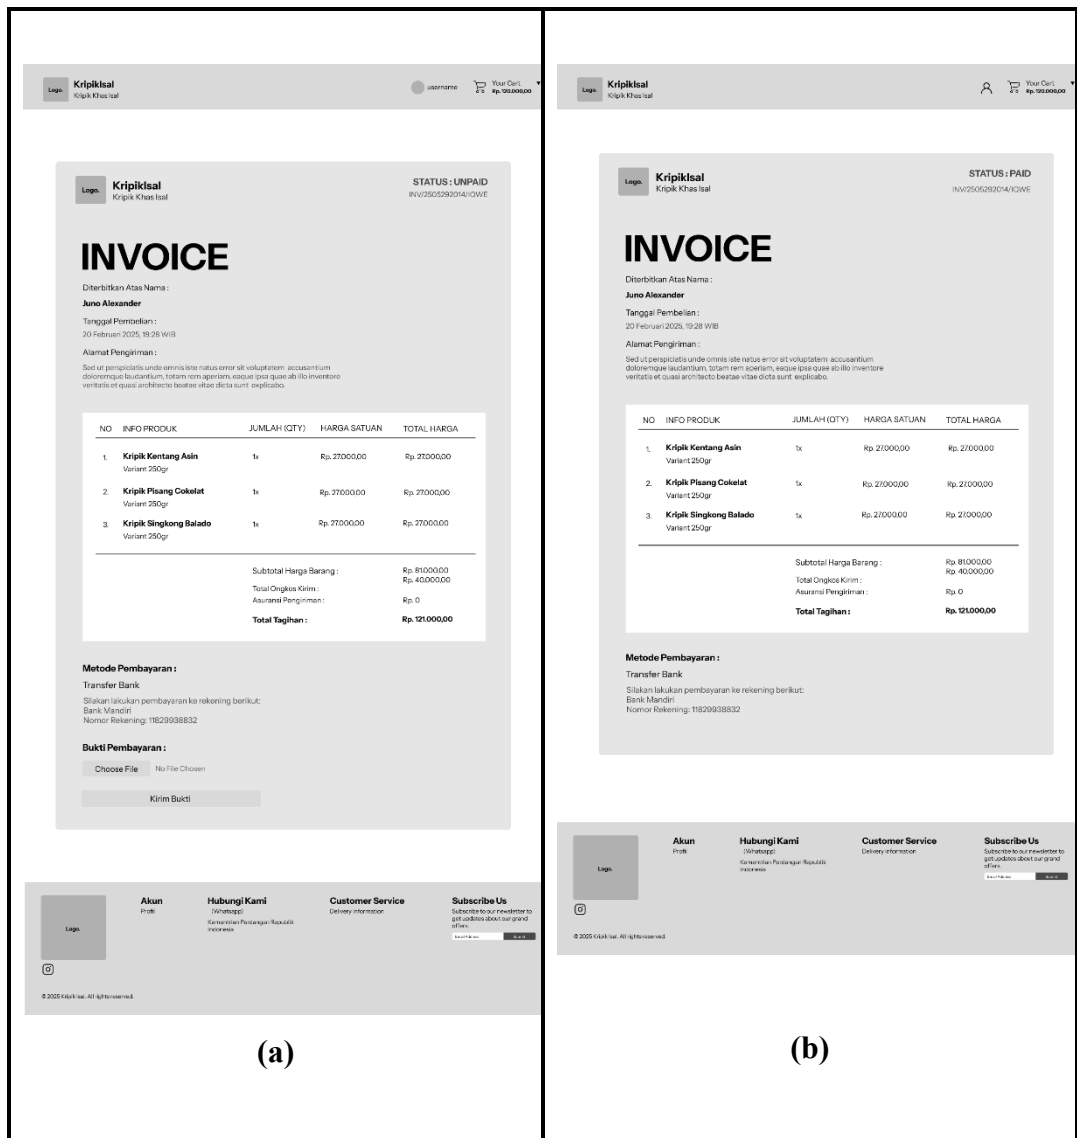 Logo.
KripikIsal
Kripik Khas Isal
username
Your Cart
Rp. 120.000,00
Logo.
KripikIsal
Kripik Khas Isal
STATUS : UNPAID
INV/2505292014/IOWE
INVOICE
Diterbitkan Atas Nama :
Juno Alexander
Tanggal Pembelian :
20 Februari 2025, 19:28 WIB
Alamat Pengiriman :
Sed ut perspiciatis unde omnis iste natus error sit voluptatem accusantium
doloremque laudantium, totam rem aperiam, eaque ipsa quae ab illo inventore
veritatis et quasi architecto beatae vitae dicta sunt explicabo.
NO INFO PRODUK JUMLAH (QTY) HARGA SATUAN TOTAL HARGA
1. Kripik Kentang Asin 1x Rp. 27.000,00 Rp. 27.000,00
Variant 250gr
2. Kripik Pisang Cokelat 1x Rp. 27.000,00 Rp. 27.000,00
Variant 250gr
3. Kripik Singkong Balado 1x Rp. 27.000,00 Rp. 27.000,00
Variant 250gr
Subtotal Harga Barang : Rp. 81.000,00
Rp. 40.000,00
Total Ongkos Kirim :
Asuransi Pengiriman : Rp. 0
Total Tagihan : Rp. 121.000,00
Metode Pembayaran :
Transfer Bank
Silakan lakukan pembayaran ke rekening berikut:
Bank Mandiri
Nomor Rekening: 11829938832
Bukti Pembayaran :
Choose File No File Chosen
Kirim Bukti
Logo.
Akun
Profil
Hubungi Kami
(Whatsapp)
Kementrian Perdangan Republik
Indonesia
Customer Service
Delivery Information
Subscribe Us
Subscribe to our newsletter to
get updates about our grand
offers.
Email Address
© 2025 Kripik Isal. All rights reserved.
(a)
Logo.
KripikIsal
Kripik Khas Isal
Your Cart
Rp. 120.000,00
Logo.
KripikIsal
Kripik Khas Isal
STATUS : PAID
INV/2505292014/IOWE
INVOICE
Diterbitkan Atas Nama :
Juno Alexander
Tanggal Pembelian :
20 Februari 2025, 19:28 WIB
Alamat Pengiriman :
Sed ut perspiciatis unde omnis iste natus error sit voluptatem accusantium
doloremque laudantium, totam rem aperiam, eaque ipsa quae ab illo inventore
veritatis et quasi architecto beatae vitae dicta sunt explicabo.
NO INFO PRODUK JUMLAH (QTY) HARGA SATUAN TOTAL HARGA
1. Kripik Kentang Asin 1x Rp. 27.000,00 Rp. 27.000,00
Variant 250gr
2. Kripik Pisang Cokelat 1x Rp. 27.000,00 Rp. 27.000,00
Variant 250gr
3. Kripik Singkong Balado 1x Rp. 27.000,00 Rp. 27.000,00
Variant 250gr
Subtotal Harga Barang : Rp. 81.000,00
Rp. 40.000,00
Total Ongkos Kirim :
Asuransi Pengiriman : Rp. 0
Total Tagihan : Rp. 121.000,00
Metode Pembayaran :
Transfer Bank
Silakan lakukan pembayaran ke rekening berikut:
Bank Mandiri
Nomor Rekening: 11829938832
Logo.
Akun
Profil
Hubungi Kami
(Whatsapp)
Kementrian Perdangan Republik
Indonesia
Customer Service
Delivery Information
Subscribe Us
Subscribe to our newsletter to
get updates about our grand
offers.
Email Address
© 2025 Kripik Isal. All rights reserved.
(b)